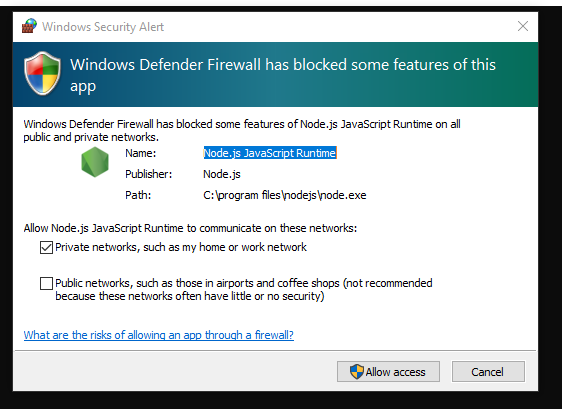 Windows Security Alert
Windows Defender Firewall has blocked some features of this
app
Windows Defender Firewall has blocked some features of Node.js JavaScript Runtime on all
public and private networks.
Name: Node.js JavaScript Runtime
Publisher: Node.js
Path: C:\program files\nodejs\node.exe
Allow Node.js JavaScript Runtime to communicate on these networks:
Private networks, such as my home or work network
Public networks, such as those in airports and coffee shops (not recommended
because these networks often have little or no security)
What are the risks of allowing an app through a firewall?
Allow access Cancel